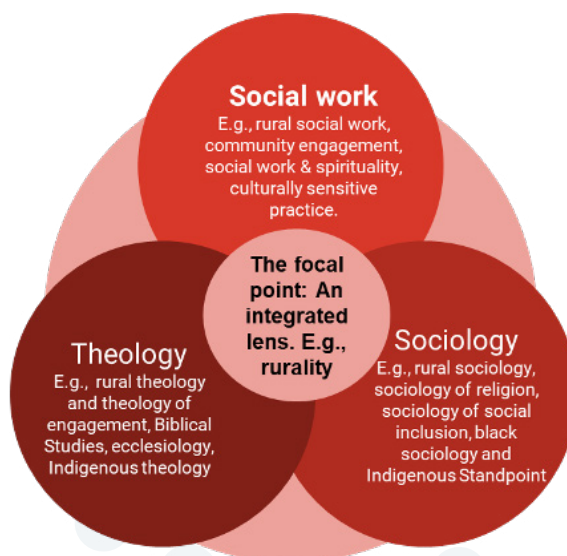 Social work
E.g., rural social work,
community engagement,
social work & spirituality,
culturally sensitive
practice.
The focal
point: An
integrated
lens. E.g.,
rurality
Theology
E.g., rural theology
and theology of
engagement, Biblical
Studies, ecclesiology,
Indigenous theology
Sociology
E.g., rural sociology,
sociology of religion,
sociology of social
inclusion, black
sociology and
Indigenous Standpoint